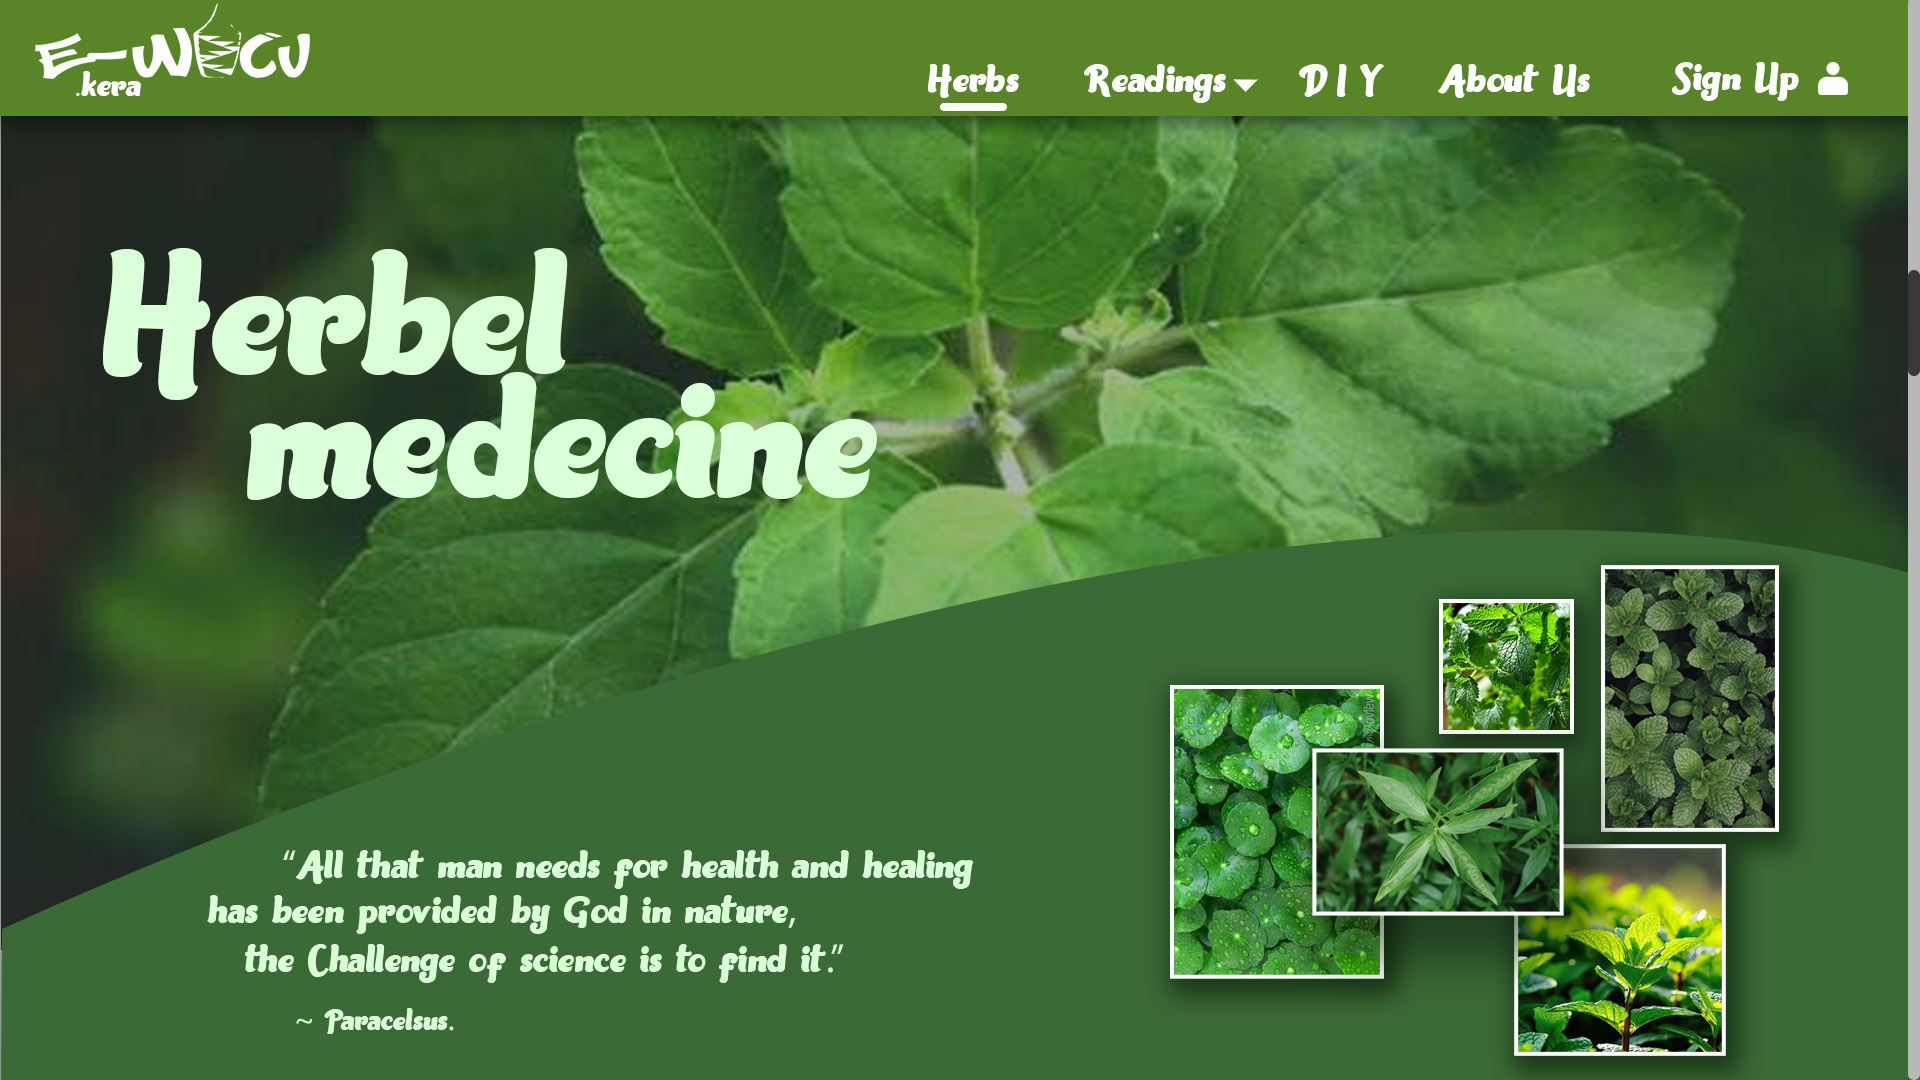 E-WECU
.kera
Herbs Readings D I Y About Us Sign Up
Herbel
medecine
"All that man needs for health and healing
has been provided by God in nature,
the Challenge of science is to find it."
~ Paracelsus.